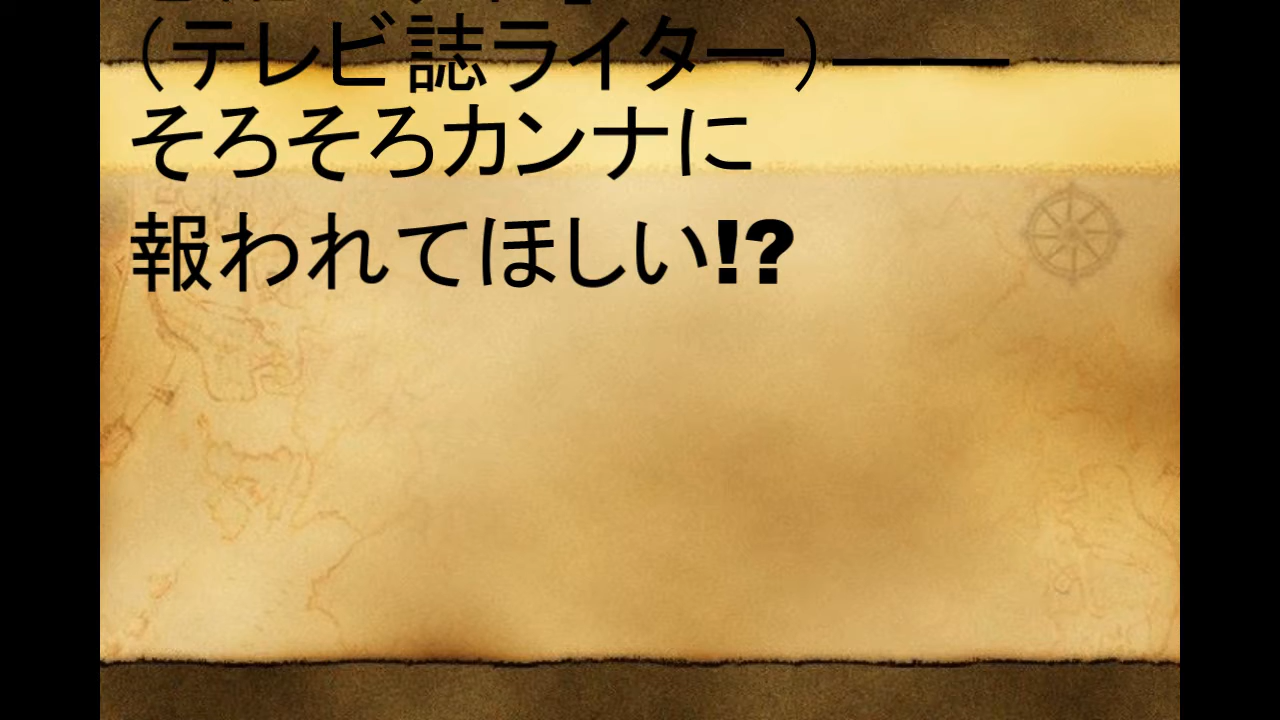 （テレビ誌ライター）――
そろそろカンナに
報われてほしい!?